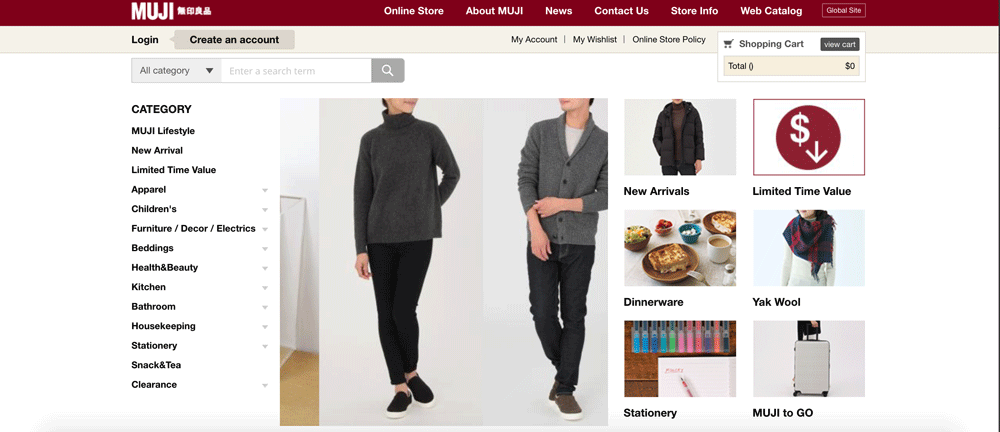 MUJI 無印良品
Online Store
About MUJI
News
Contact Us
Store Info
Web Catalog
Global Site
Login
Create an account
My Account
My Wishlist
Online Store Policy
Shopping Cart
view cart
Total ()
$0
All category
Enter a search term
CATEGORY
MUJI Lifestyle
New Arrival
Limited Time Value
Apparel
Children's
Furniture / Decor / Electrics
Beddings
Health&Beauty
Kitchen
Bathroom
Housekeeping
Stationery
Snack&Tea
Clearance
New Arrivals
$
Limited Time Value
Dinnerware
Yak Wool
Stationery
MUJI to GO